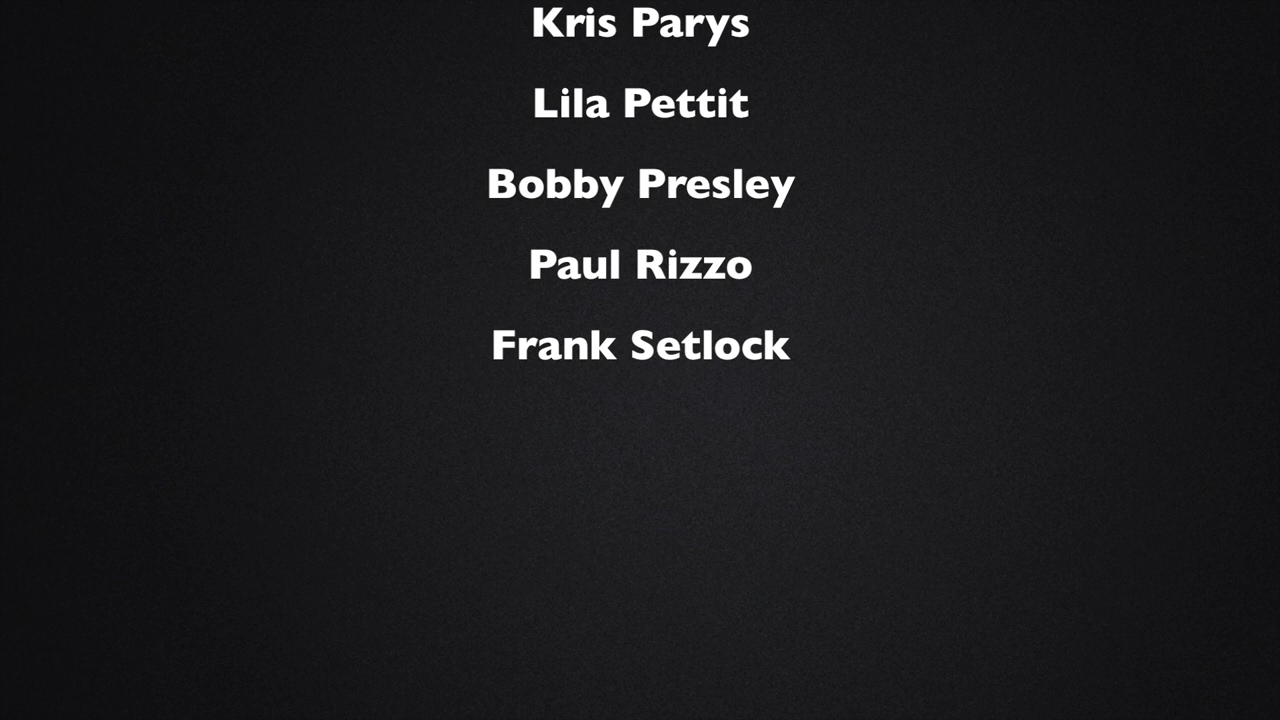 Kris Parys
Lila Pettit
Bobby Presley
Paul Rizzo
Frank Setlock